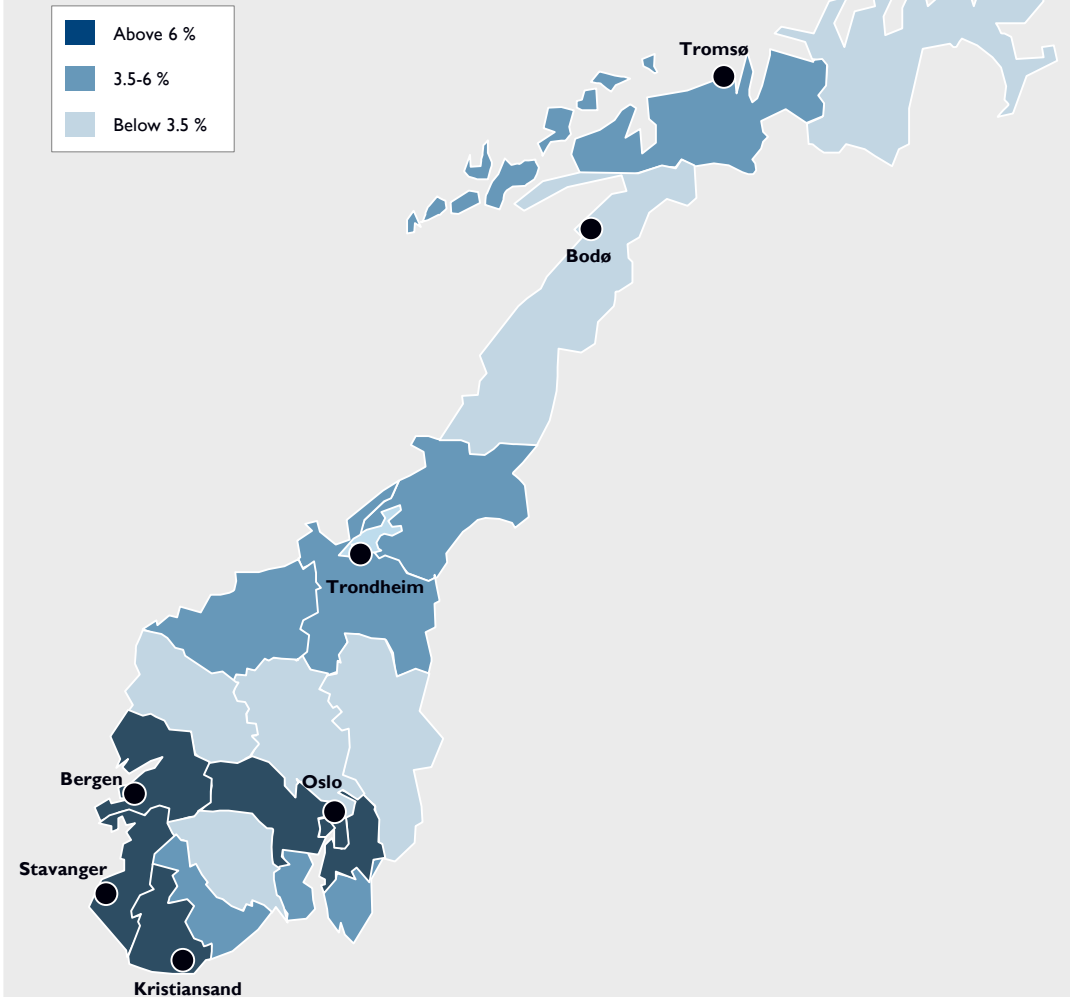 Above 6 %
3.5-6 %
Below 3.5 %
Tromsø
Bodø
Trondheim
Bergen
Oslo
Stavanger
Kristiansand